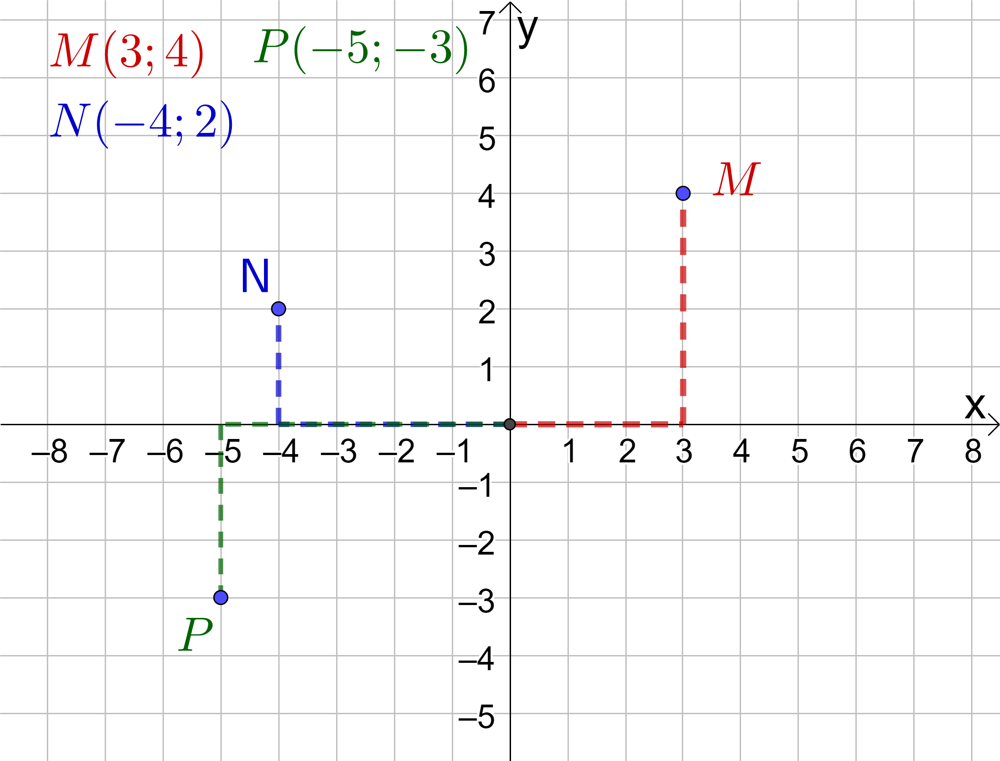 M(3; 4)
P(−5; −3)
N(−4; 2)
y
7
6
5
4
3
2
1
M
N
x
–8 –7 –6 –5 –4 –3 –2 –1 1 2 3 4 5 6 7 8
–1
–2
–3
–4
–5
P